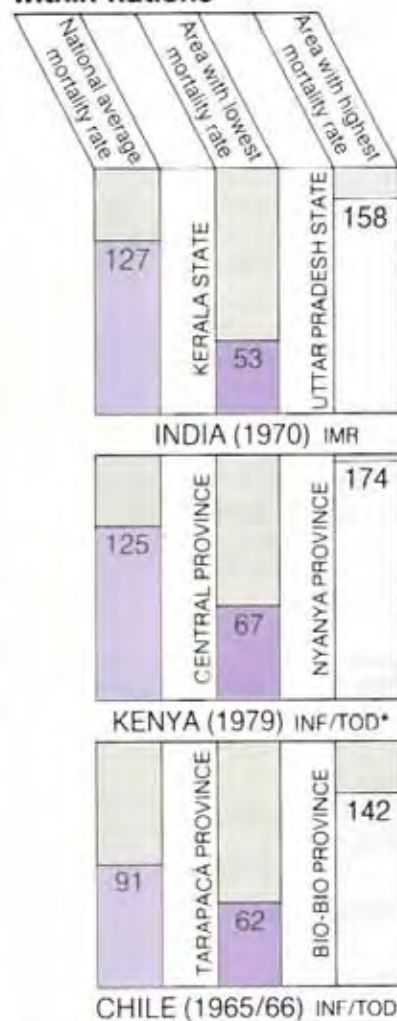 within nations
National average
mortality rate
Area with lowest
mortality rate
Area with highest
mortality rate
127
KERALA STATE
53
UTTAR PRADESH STATE
158
INDIA (1970) IMR
125
CENTRAL PROVINCE
67
NYANYA PROVINCE
174
KENYA (1979) INF/TOD*
91
TARAPACÁ PROVINCE
62
BIO-BIO PROVINCE
142
CHILE (1965/66) INF/TOD